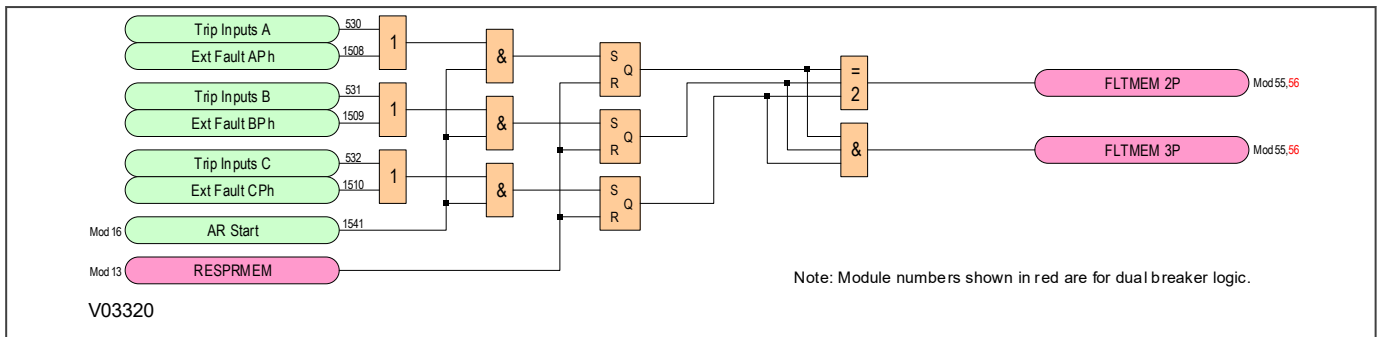 Trip Inputs A 530
Ext Fault APh 1508
1
&
S
Q
R
=
2
FLTMEM 2P Mod 55,56
Trip Inputs B 531
Ext Fault BPh 1509
1
&
S
Q
R
&
FLTMEM 3P Mod 55,56
Trip Inputs C 532
Ext Fault CPh 1510
1
&
S
Q
R
Mod 16 AR Start 1541
Mod 13 RESPRMEM
Note: Module numbers shown in red are for dual breaker logic.
V03320